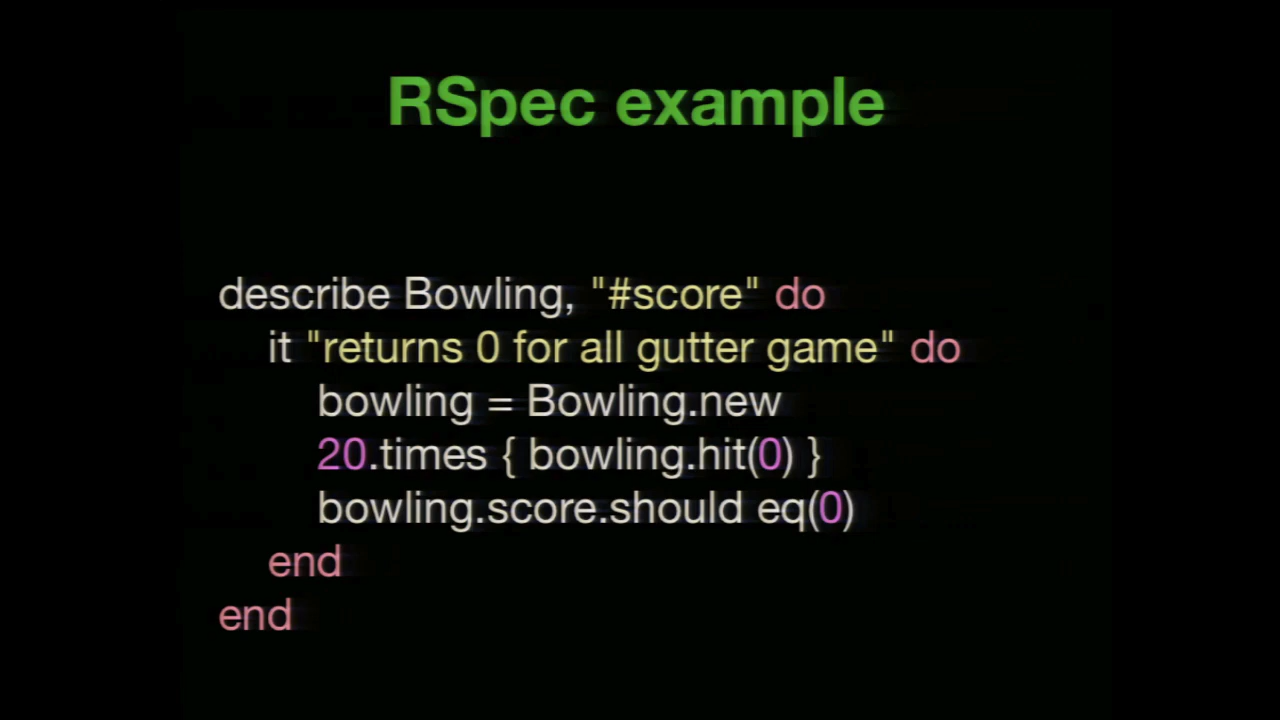 RSpec example
describe Bowling, "#score" do
it "returns 0 for all gutter game" do
bowling = Bowling.new
20.times { bowling.hit(0) }
bowling.score.should eq(0)
end
end